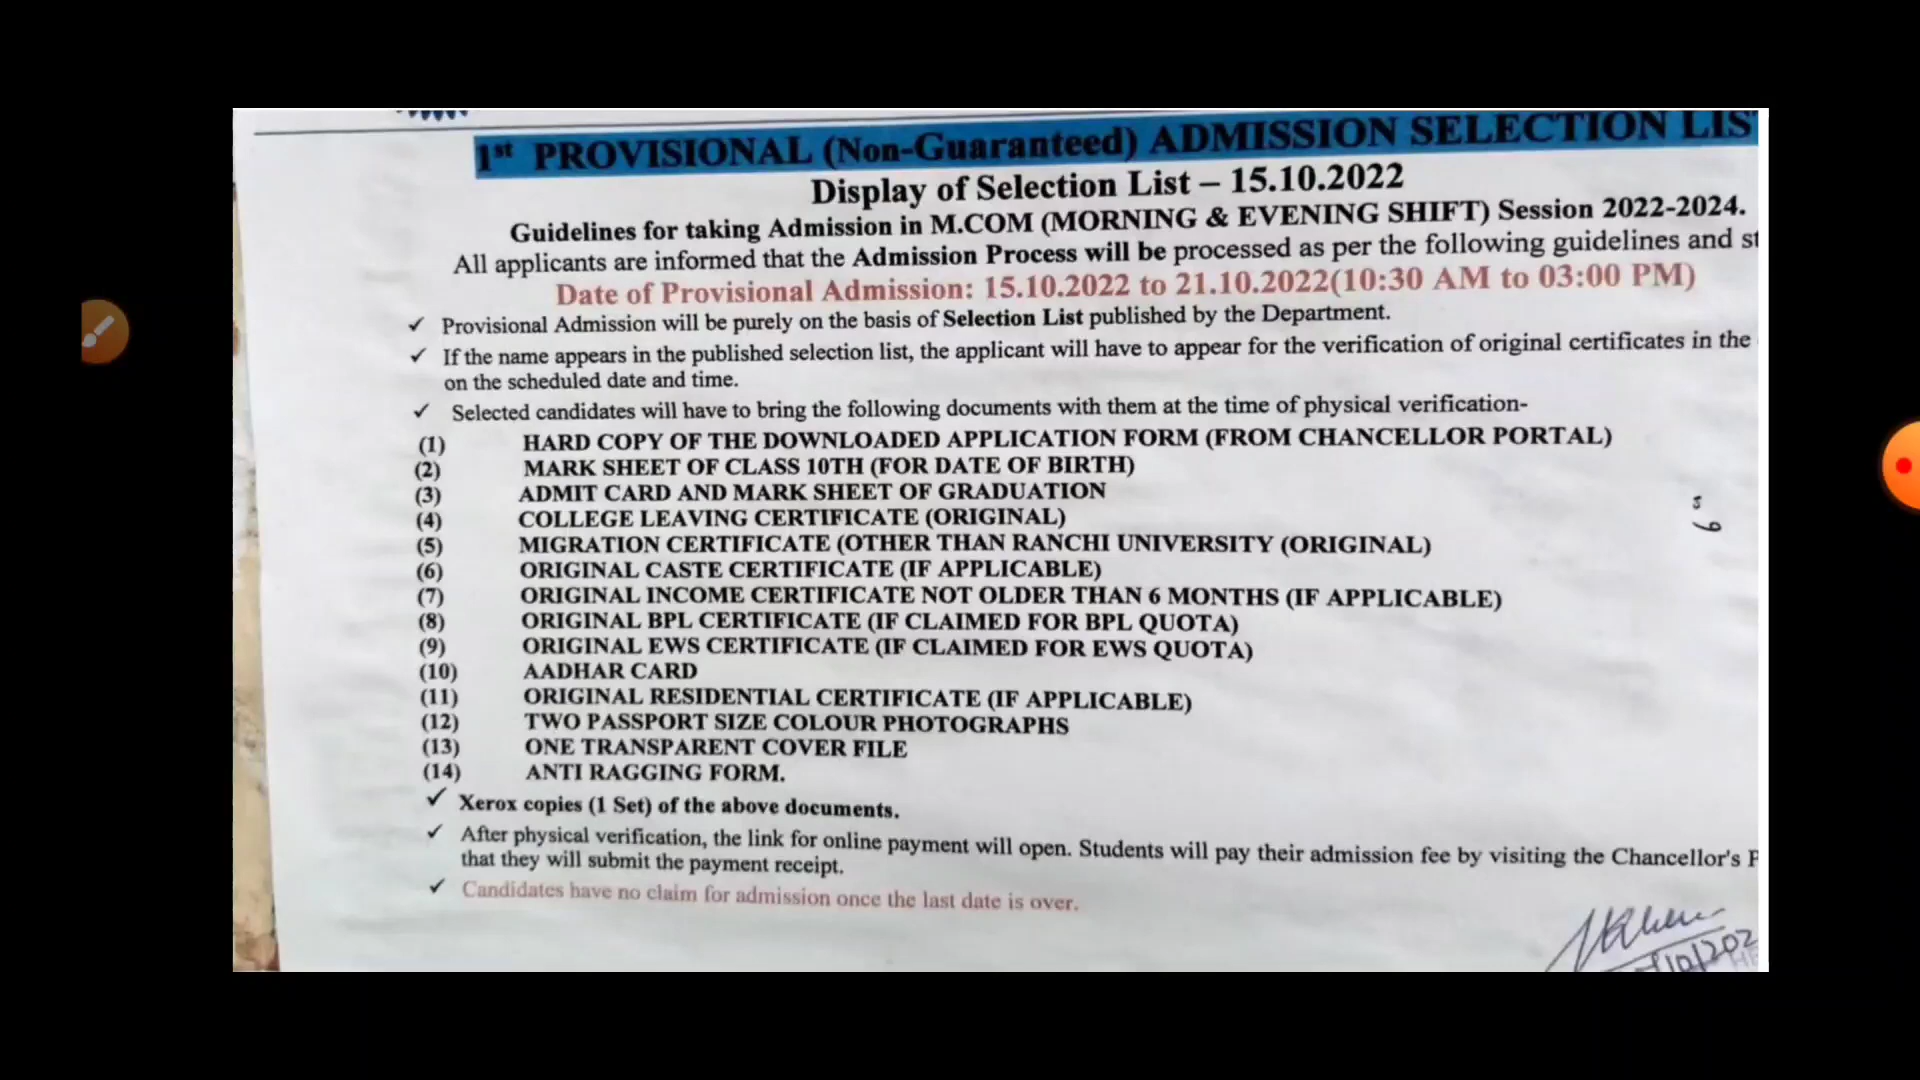 1st PROVISIONAL (Non-Guaranteed) ADMISSION SELECTION LIS
Display of Selection List – 15.10.2022
Guidelines for taking Admission in M.COM (MORNING & EVENING SHIFT) Session 2022-2024.
All applicants are informed that the Admission Process will be processed as per the following guidelines and st
Date of Provisional Admission: 15.10.2022 to 21.10.2022(10:30 AM to 03:00 PM)
✓ Provisional Admission will be purely on the basis of Selection List published by the Department.
✓ If the name appears in the published selection list, the applicant will have to appear for the verification of original certificates in the
on the scheduled date and time.
✓ Selected candidates will have to bring the following documents with them at the time of physical verification-
(1) HARD COPY OF THE DOWNLOADED APPLICATION FORM (FROM CHANCELLOR PORTAL)
(2) MARK SHEET OF CLASS 10TH (FOR DATE OF BIRTH)
(3) ADMIT CARD AND MARK SHEET OF GRADUATION
(4) COLLEGE LEAVING CERTIFICATE (ORIGINAL)
(5) MIGRATION CERTIFICATE (OTHER THAN RANCHI UNIVERSITY (ORIGINAL)
(6) ORIGINAL CASTE CERTIFICATE (IF APPLICABLE)
(7) ORIGINAL INCOME CERTIFICATE NOT OLDER THAN 6 MONTHS (IF APPLICABLE)
(8) ORIGINAL BPL CERTIFICATE (IF CLAIMED FOR BPL QUOTA)
(9) ORIGINAL EWS CERTIFICATE (IF CLAIMED FOR EWS QUOTA)
(10) AADHAR CARD
(11) ORIGINAL RESIDENTIAL CERTIFICATE (IF APPLICABLE)
(12) TWO PASSPORT SIZE COLOUR PHOTOGRAPHS
(13) ONE TRANSPARENT COVER FILE
(14) ANTI RAGGING FORM.
✓ Xerox copies (1 Set) of the above documents.
✓ After physical verification, the link for online payment will open. Students will pay their admission fee by visiting the Chancellor's P
that they will submit the payment receipt.
✓ Candidates have no claim for admission once the last date is over.